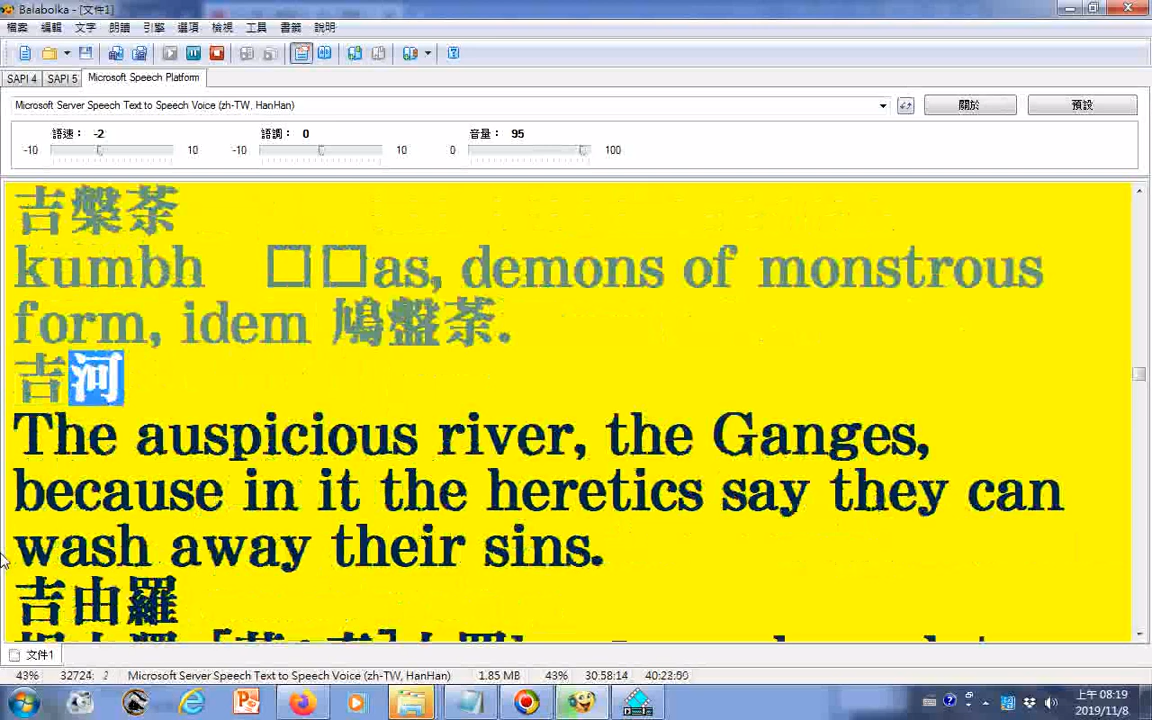 Balabolka - [文件1]
檔案 編輯 文字 朗讀 引擎 選項 檢視 工具 書籤 說明
SAPI 4 SAPI 5 Microsoft Speech Platform
Microsoft Server Speech Text to Speech Voice (zh-TW, HanHan) 關於 預設
語速： -2 語調： 0 音量： 95
-10 10 -10 10 0 100
吉槃荼
kumbh □□as, demons of monstrous
form, idem 鳩盤荼.
吉河
The auspicious river, the Ganges,
because in it the heretics say they can
wash away their sins.
吉由羅
文件1
43% 32724: 2 Microsoft Server Speech Text to Speech Voice (zh-TW, HanHan) 1.85 MB 43% 30:58:14 40:23:00
上午 08:19
2019/11/8